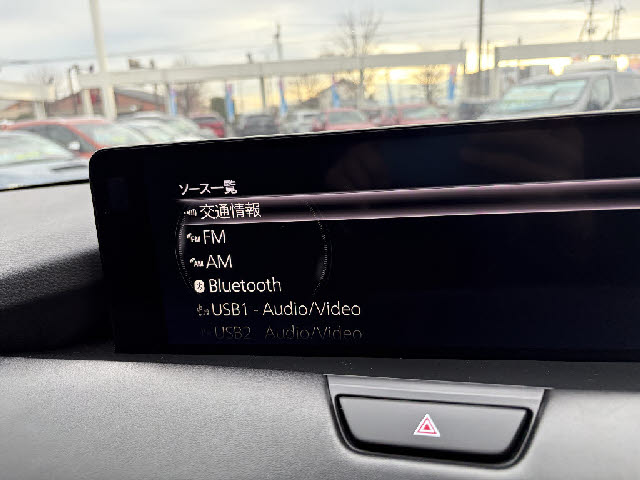 ソース一覧
交通情報
FM
AM
Bluetooth
USB1 - Audio/Video
USB2 - Audio/Video